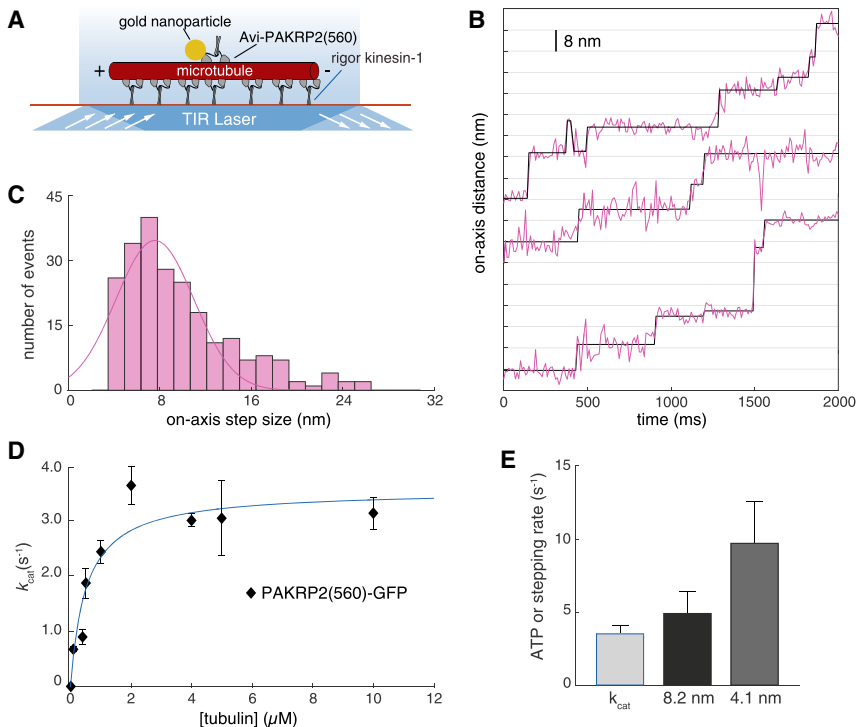 A
gold nanoparticle
Avi-PAKRP2(560)
rigor kinesin-1
+
microtubule
-
TIR Laser
B
8 nm
on-axis distance (nm)
0
500
1000
1500
2000
time (ms)
C
45
30
15
0
number of events
0
8
16
24
32
on-axis step size (nm)
D
4.0
3.0
2.0
1.0
0
kcat(s-1)
PAKRP2(560)-GFP
0
2
4
6
8
10
12
[tubulin] (µM)
E
15
10
5
0
ATP or stepping rate (s-1)
kcat
8.2 nm
4.1 nm